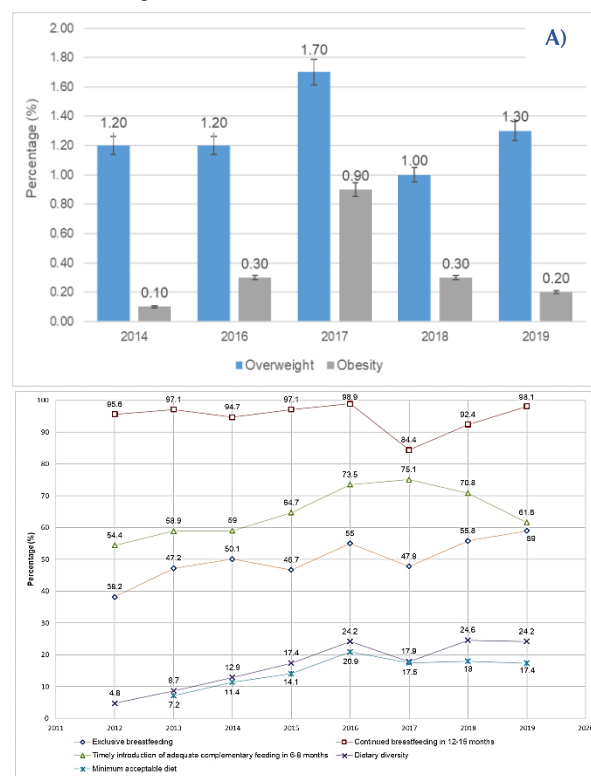 A)
Percentage (%)
2.00
1.80
1.60
1.40
1.20
1.00
0.80
0.60
0.40
0.20
0.00
1.20
0.10
1.20
0.30
1.70
0.90
1.00
0.30
1.30
0.20
2014 2016 2017 2018 2019
Overweight Obesity
Percentage(%)
100
90
80
70
60
50
40
30
20
10
0
95.6 97.1 94.7 97.1 98.9 84.4 92.4 98.1
54.4 58.9 59 64.7 73.5 75.1 70.8 61.6
38.2 47.2 50.1 46.7 55 47.8 55.8 59
4.8 8.7 12.9 17.4 24.2 17.9 24.6 24.2
7.2 11.4 14.1 20.9 17.5 18 17.4
2011 2012 2013 2014 2015 2016 2017 2018 2019 2020
Exclusive breastfeeding Continued breastfeeding in 12-15 months
Timely introduction of adequate complementary feeding in 6-8 months Dietary diversity
Minimum acceptable diet